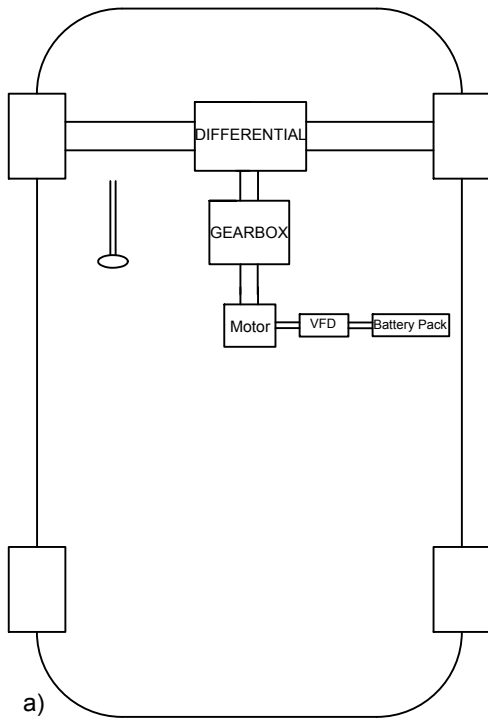 DIFFERENTIAL
GEARBOX
Motor
VFD
Battery Pack
a)